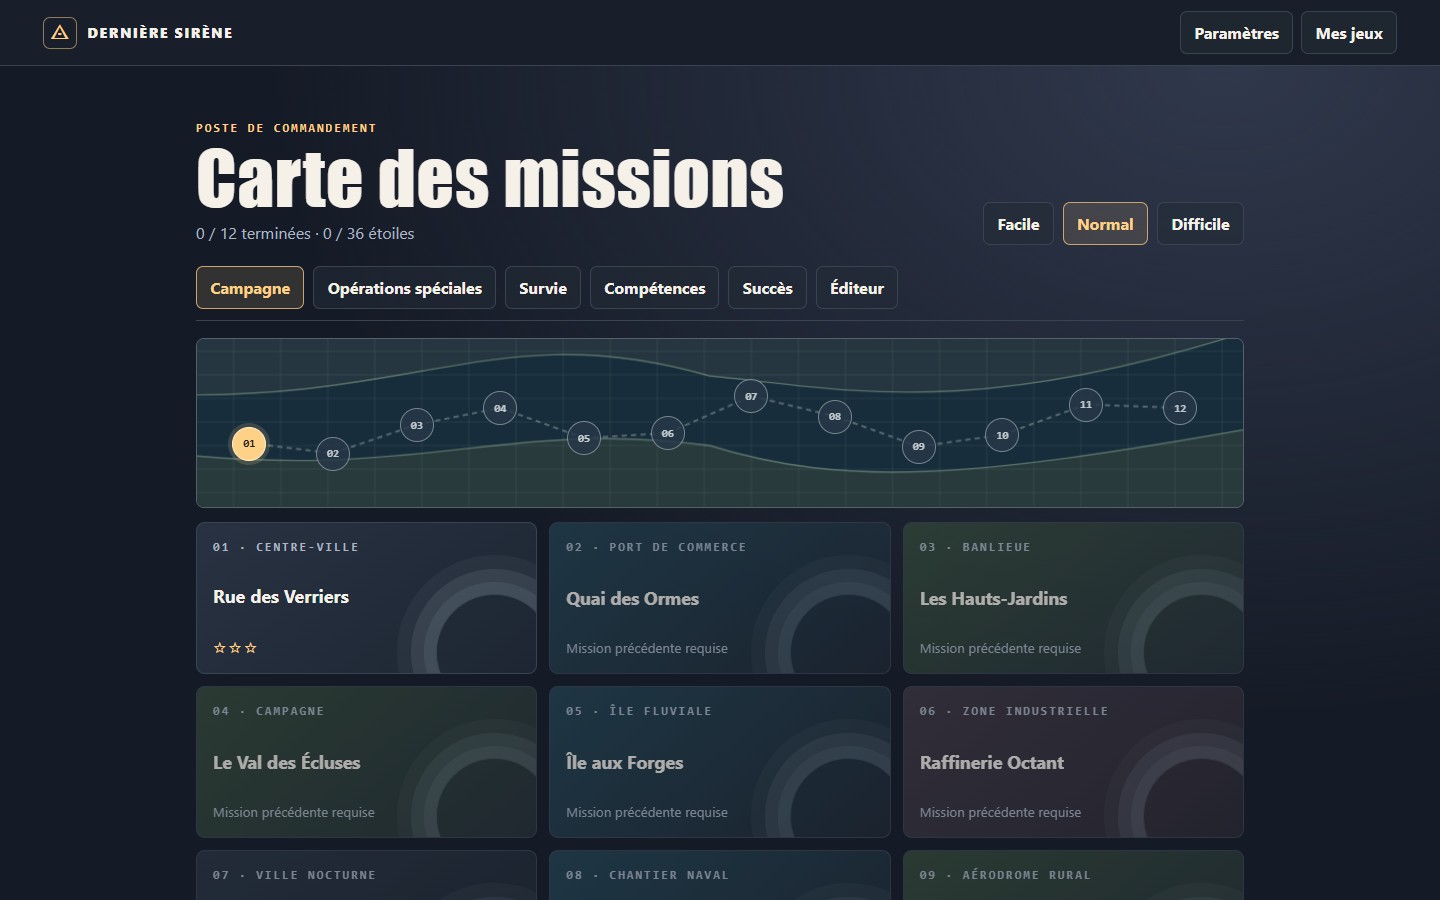 DERNIÈRE SIRÈNE
Paramètres
Mes jeux
POSTE DE COMMANDEMENT
Carte des missions
0 / 12 terminées · 0 / 36 étoiles
Facile
Normal
Difficile
Campagne
Opérations spéciales
Survie
Compétences
Succès
Éditeur
01
02
03
04
05
06
07
08
09
10
11
12
01 · CENTRE-VILLE
Rue des Verriers
☆☆☆
02 · PORT DE COMMERCE
Quai des Ormes
Mission précédente requise
03 · BANLIEUE
Les Hauts-Jardins
Mission précédente requise
04 · CAMPAGNE
Le Val des Écluses
Mission précédente requise
05 · ÎLE FLUVIALE
Île aux Forges
Mission précédente requise
06 · ZONE INDUSTRIELLE
Raffinerie Octant
Mission précédente requise
07 · VILLE NOCTURNE
08 · CHANTIER NAVAL
09 · AÉRODROME RURAL